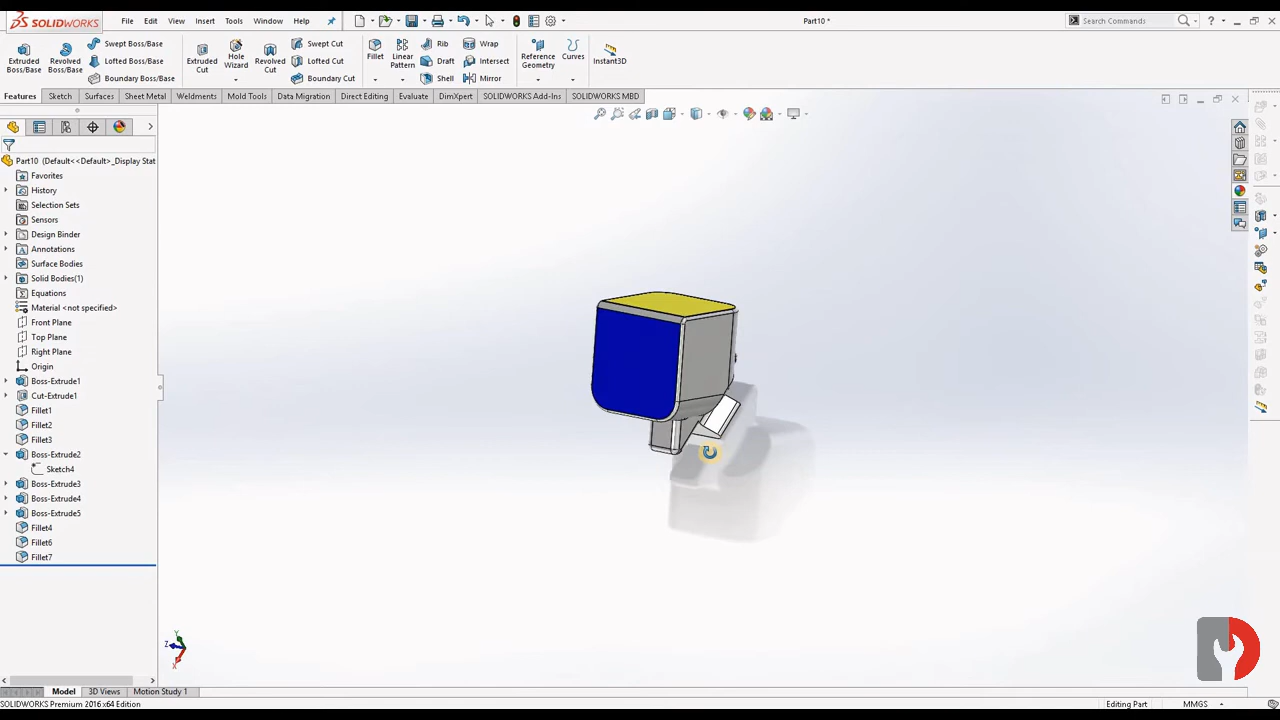 SOLIDWORKS File Edit View Insert Tools Window Help Part10 * Search Commands
Extruded Boss/Base Revolved Boss/Base Swept Boss/Base Lofted Boss/Base Boundary Boss/Base Extruded Cut Hole Wizard Revolved Cut Swept Cut Lofted Cut Boundary Cut Fillet Linear Pattern Rib Draft Shell Wrap Intersect Mirror Reference Geometry Curves Instant3D
Features Sketch Surfaces Sheet Metal Weldments Mold Tools Data Migration Direct Editing Evaluate DimXpert SOLIDWORKS Add-Ins SOLIDWORKS MBD
Part10 (Default<<Default>_Display Stat
Favorites
History
Selection Sets
Sensors
Design Binder
Annotations
Surface Bodies
Solid Bodies(1)
Equations
Material <not specified>
Front Plane
Top Plane
Right Plane
Origin
Boss-Extrude1
Cut-Extrude1
Fillet1
Fillet2
Fillet3
Boss-Extrude2
Sketch4
Boss-Extrude3
Boss-Extrude4
Boss-Extrude5
Fillet4
Fillet6
Fillet7
Y
Z
X
Model 3D Views Motion Study 1
SOLIDWORKS Premium 2016 x64 Edition Editing Part MMGS